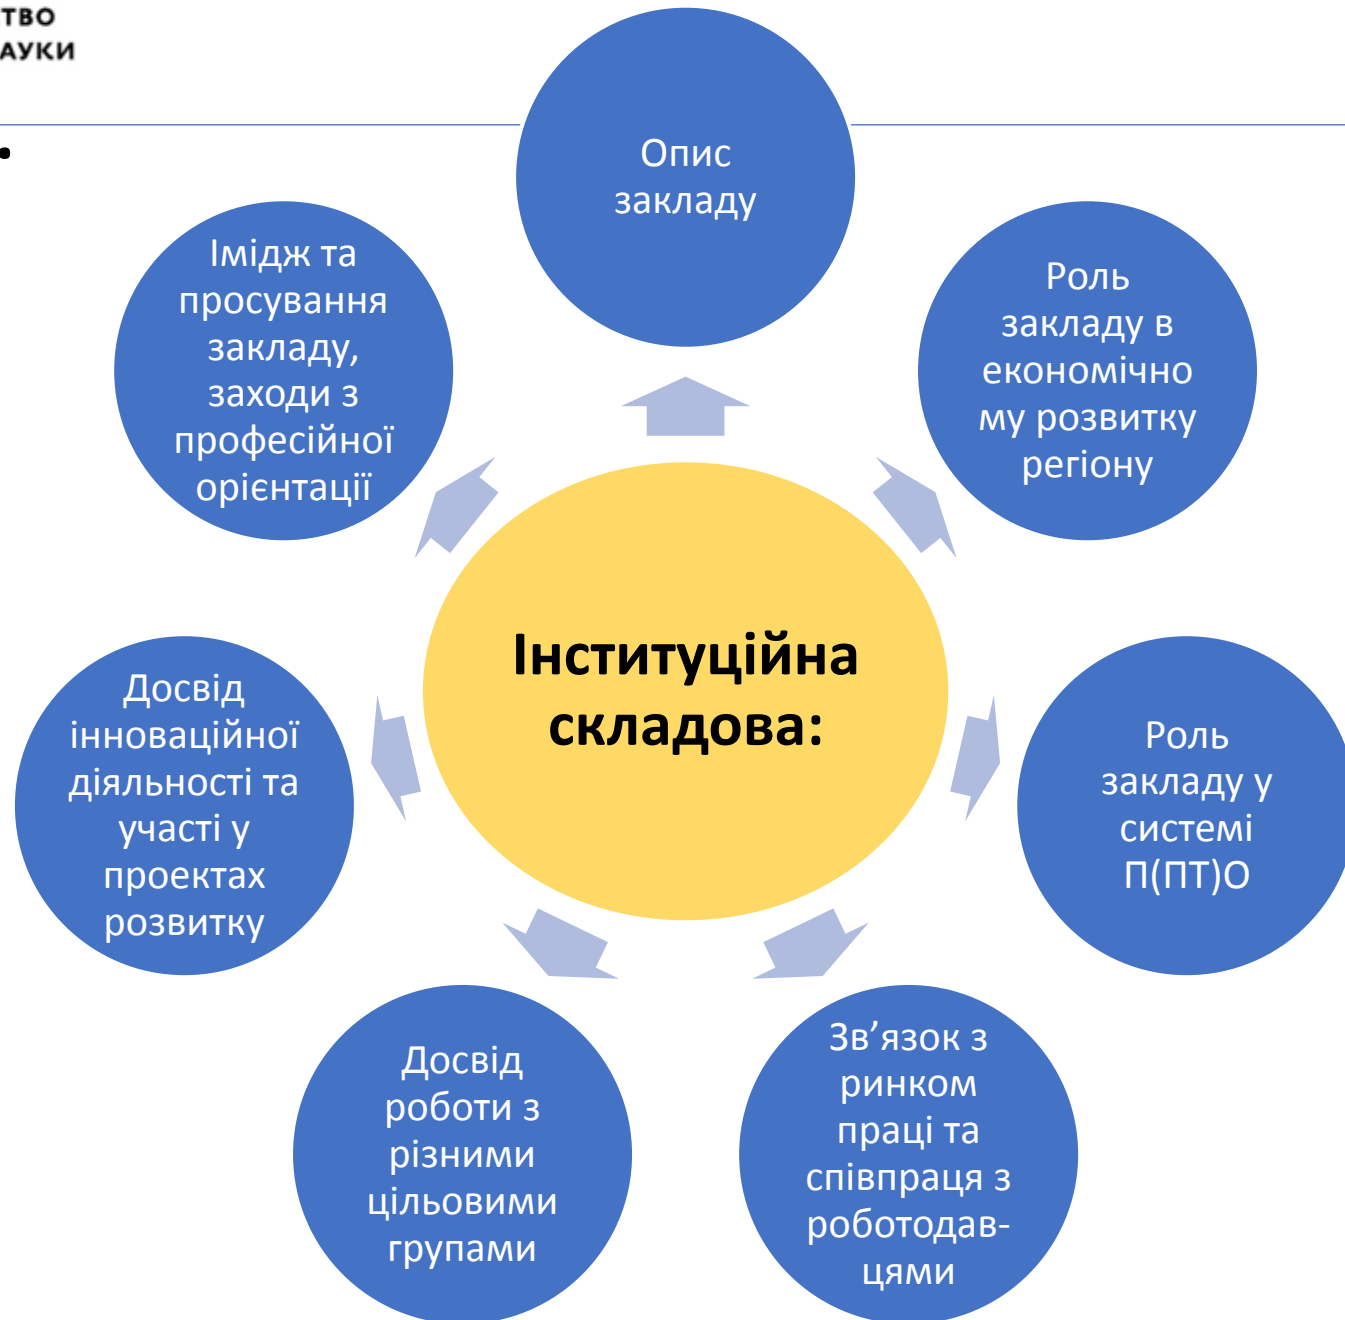 ТВО
АУКИ
Опис
закладу
Роль
закладу в
економічно
му розвитку
регіону
Роль
закладу у
системі
П(ПТ)О
Зв’язок з
ринком
праці та
співпраця з
роботодав-
цями
Досвід
роботи з
різними
цільовими
групами
Досвід
інноваційної
діяльності та
участі у
проектах
розвитку
Імідж та
просування
закладу,
заходи з
професійної
орієнтації
Інституційна
складова: